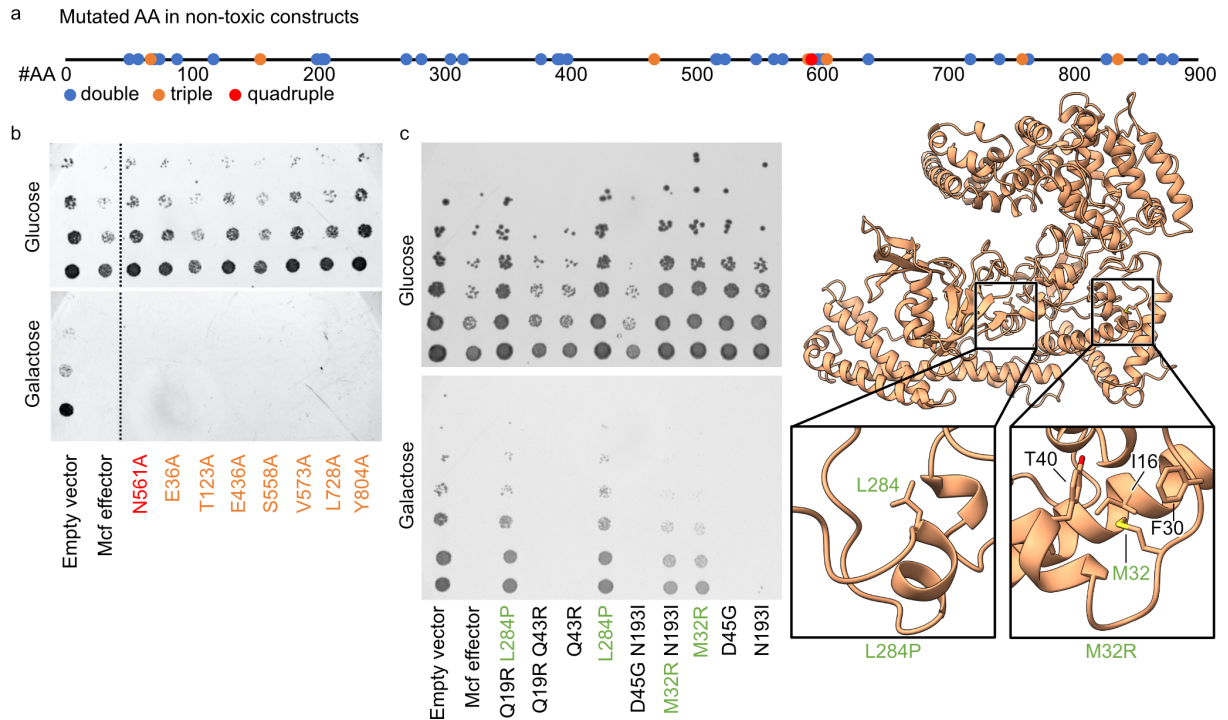 a Mutated AA in non-toxic constructs
#AA 0 100 200 300 400 500 600 700 800 900
double triple quadruple
b
Glucose
Galactose
Empty vector
Mcf effector
N561A
E36A
T123A
E436A
S558A
V573A
L728A
Y804A
c
Glucose
Galactose
Empty vector
Mcf effector
Q19R L284P
Q19R Q43R
Q43R
L284P
D45G N193I
M32R N193I
M32R
D45G
N193I
L284
L284P
T40
I16
F30
M32
M32R